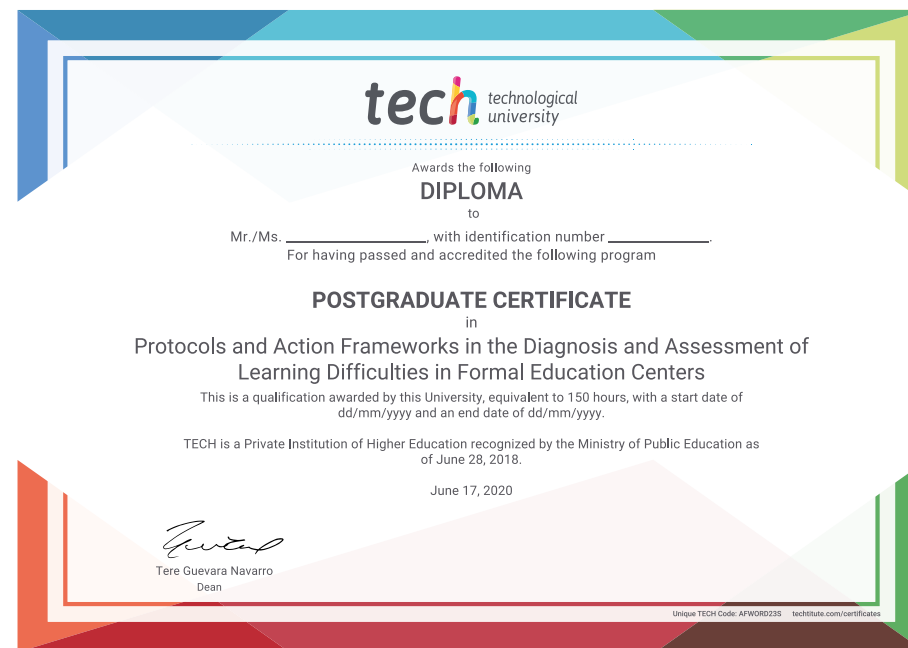 tech technological
university
Awards the following
DIPLOMA
to
Mr./Ms. ____________, with identification number ____________.
For having passed and accredited the following program
POSTGRADUATE CERTIFICATE
in
Protocols and Action Frameworks in the Diagnosis and Assessment of
Learning Difficulties in Formal Education Centers
This is a qualification awarded by this University, equivalent to 150 hours, with a start date of
dd/mm/yyyy and an end date of dd/mm/yyyy.
TECH is a Private Institution of Higher Education recognized by the Ministry of Public Education as
of June 28, 2018.
June 17, 2020
Tere Guevara Navarro
Dean
Unique TECH Code: AFWORD23S techtitute.com/certificates